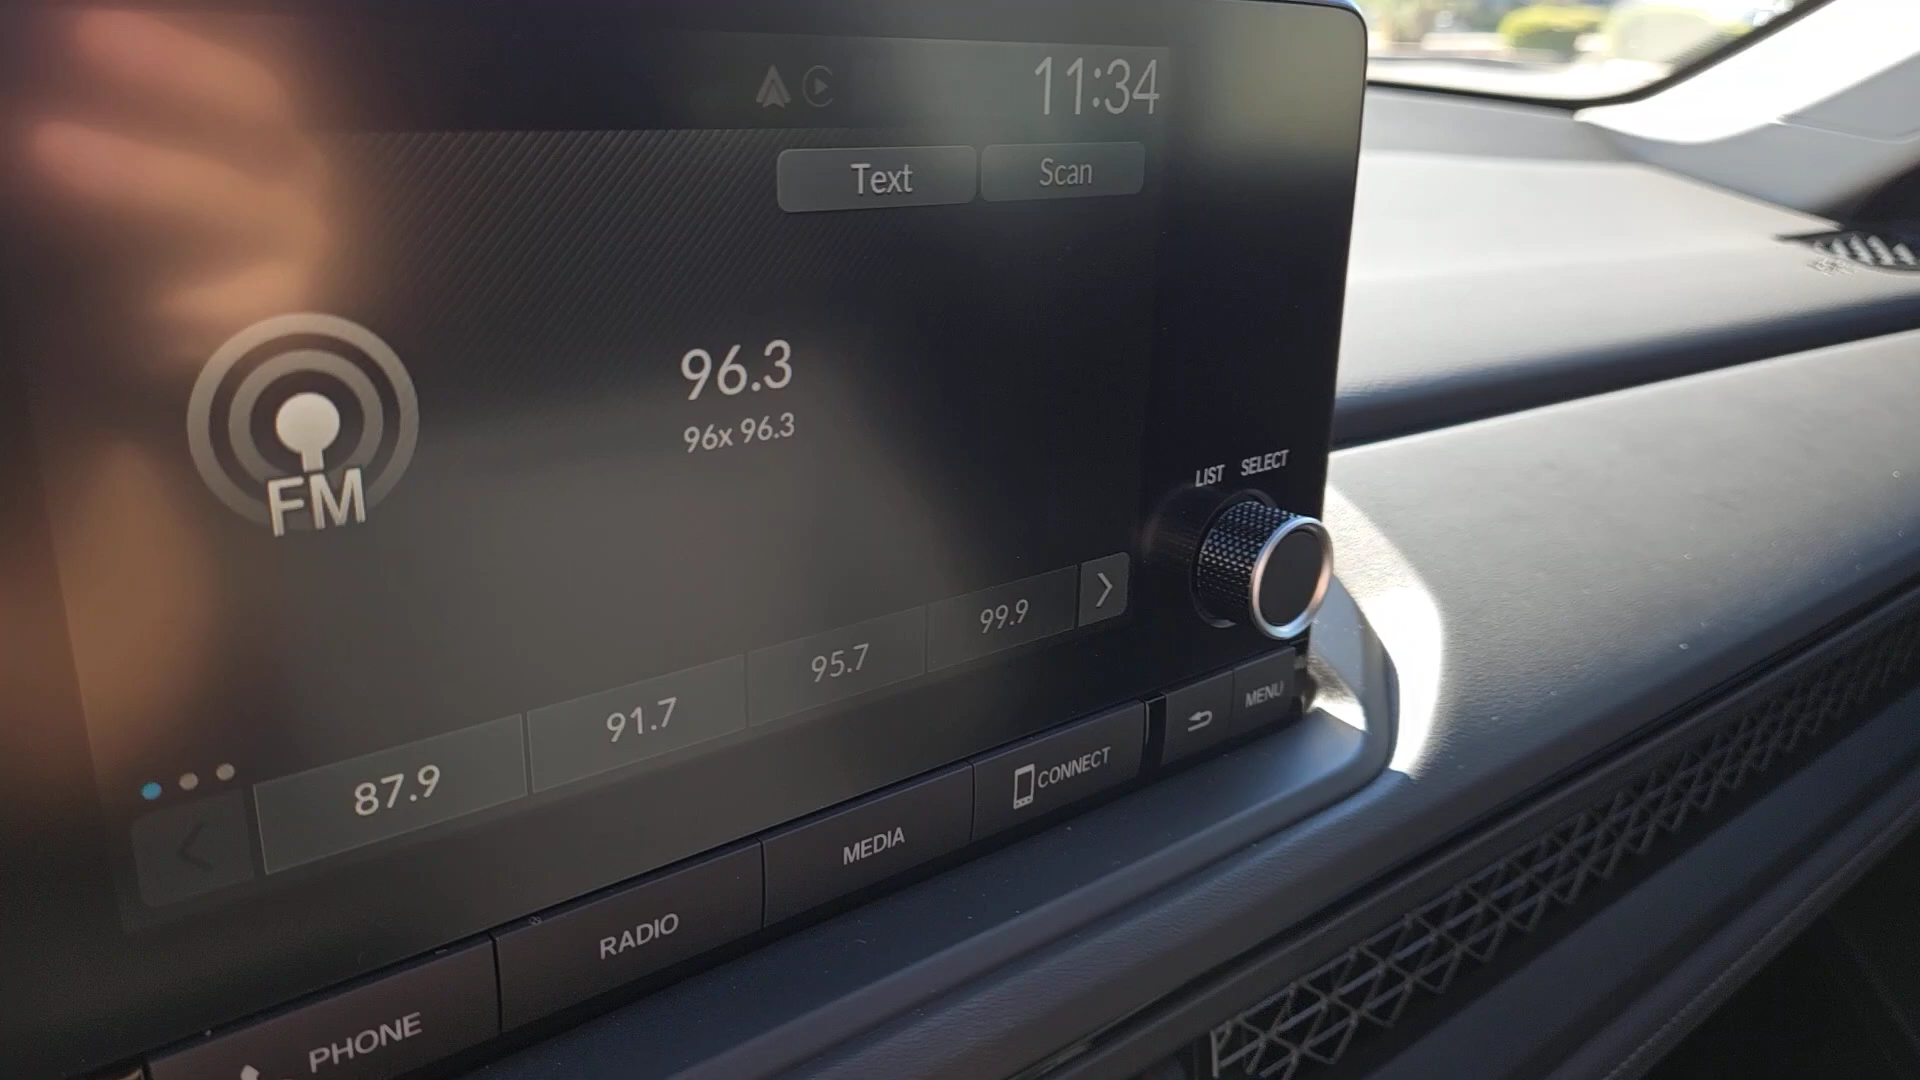 11:34
Text Scan
96.3
96x 96.3
FM
LIST SELECT
87.9 91.7 95.7 99.9
PHONE RADIO MEDIA CONNECT MENU